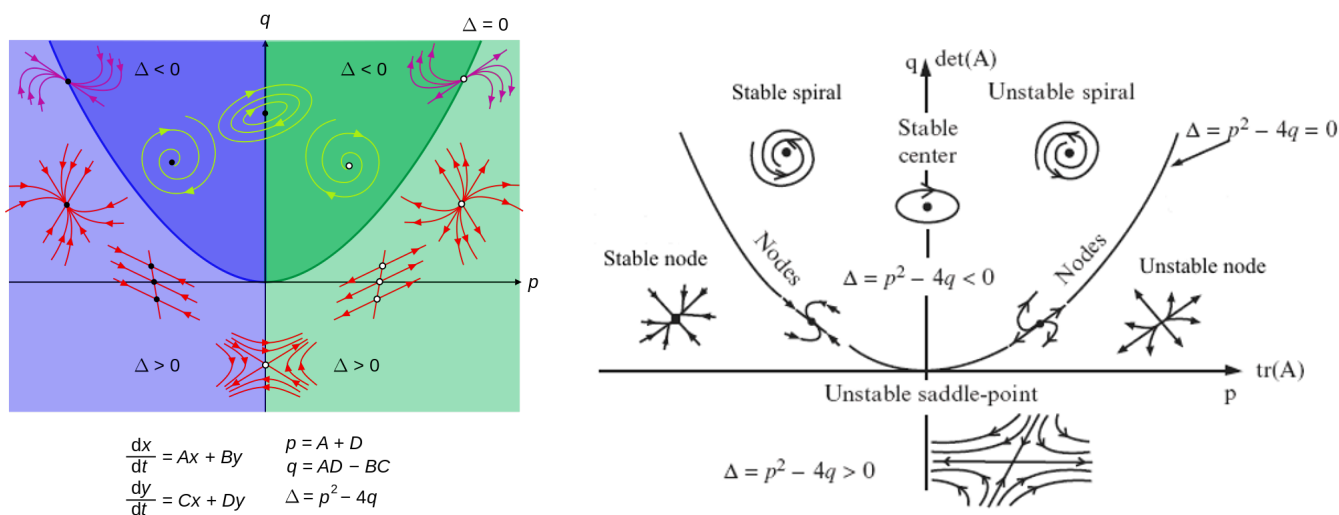 q
Δ = 0
Δ < 0
Δ < 0
p
Δ > 0
Δ > 0
dx/dt = Ax + By
dy/dt = Cx + Dy
p = A + D
q = AD − BC
Δ = p² − 4q
q det(A)
Stable spiral
Unstable spiral
Stable
center
Δ = p² − 4q = 0
Stable node
Nodes
Δ = p² − 4q < 0
Nodes
Unstable node
tr(A)
p
Unstable saddle-point
Δ = p² − 4q > 0